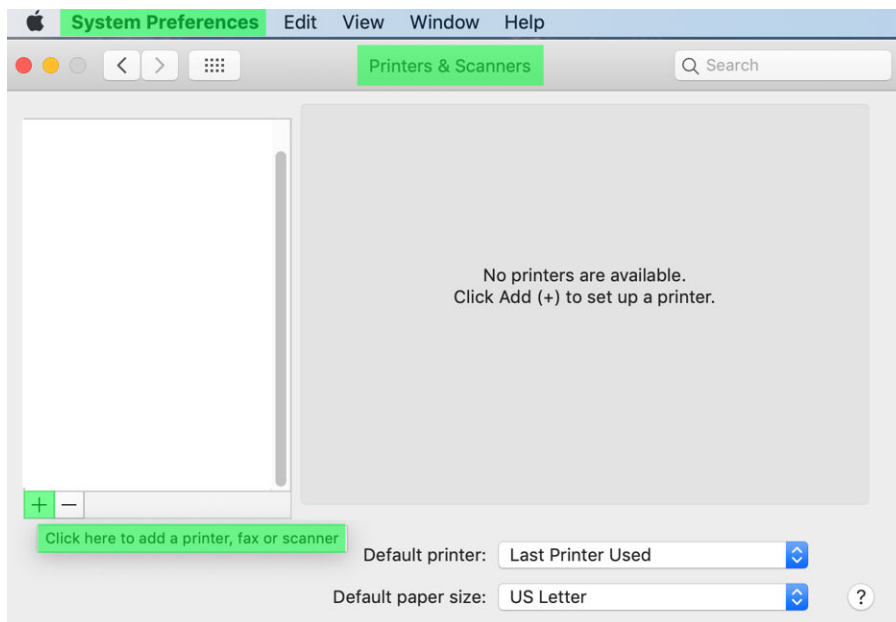 System Preferences Edit View Window Help
Printers & Scanners
Search
No printers are available.
Click Add (+) to set up a printer.
Click here to add a printer, fax or scanner
Default printer: Last Printer Used
Default paper size: US Letter
?